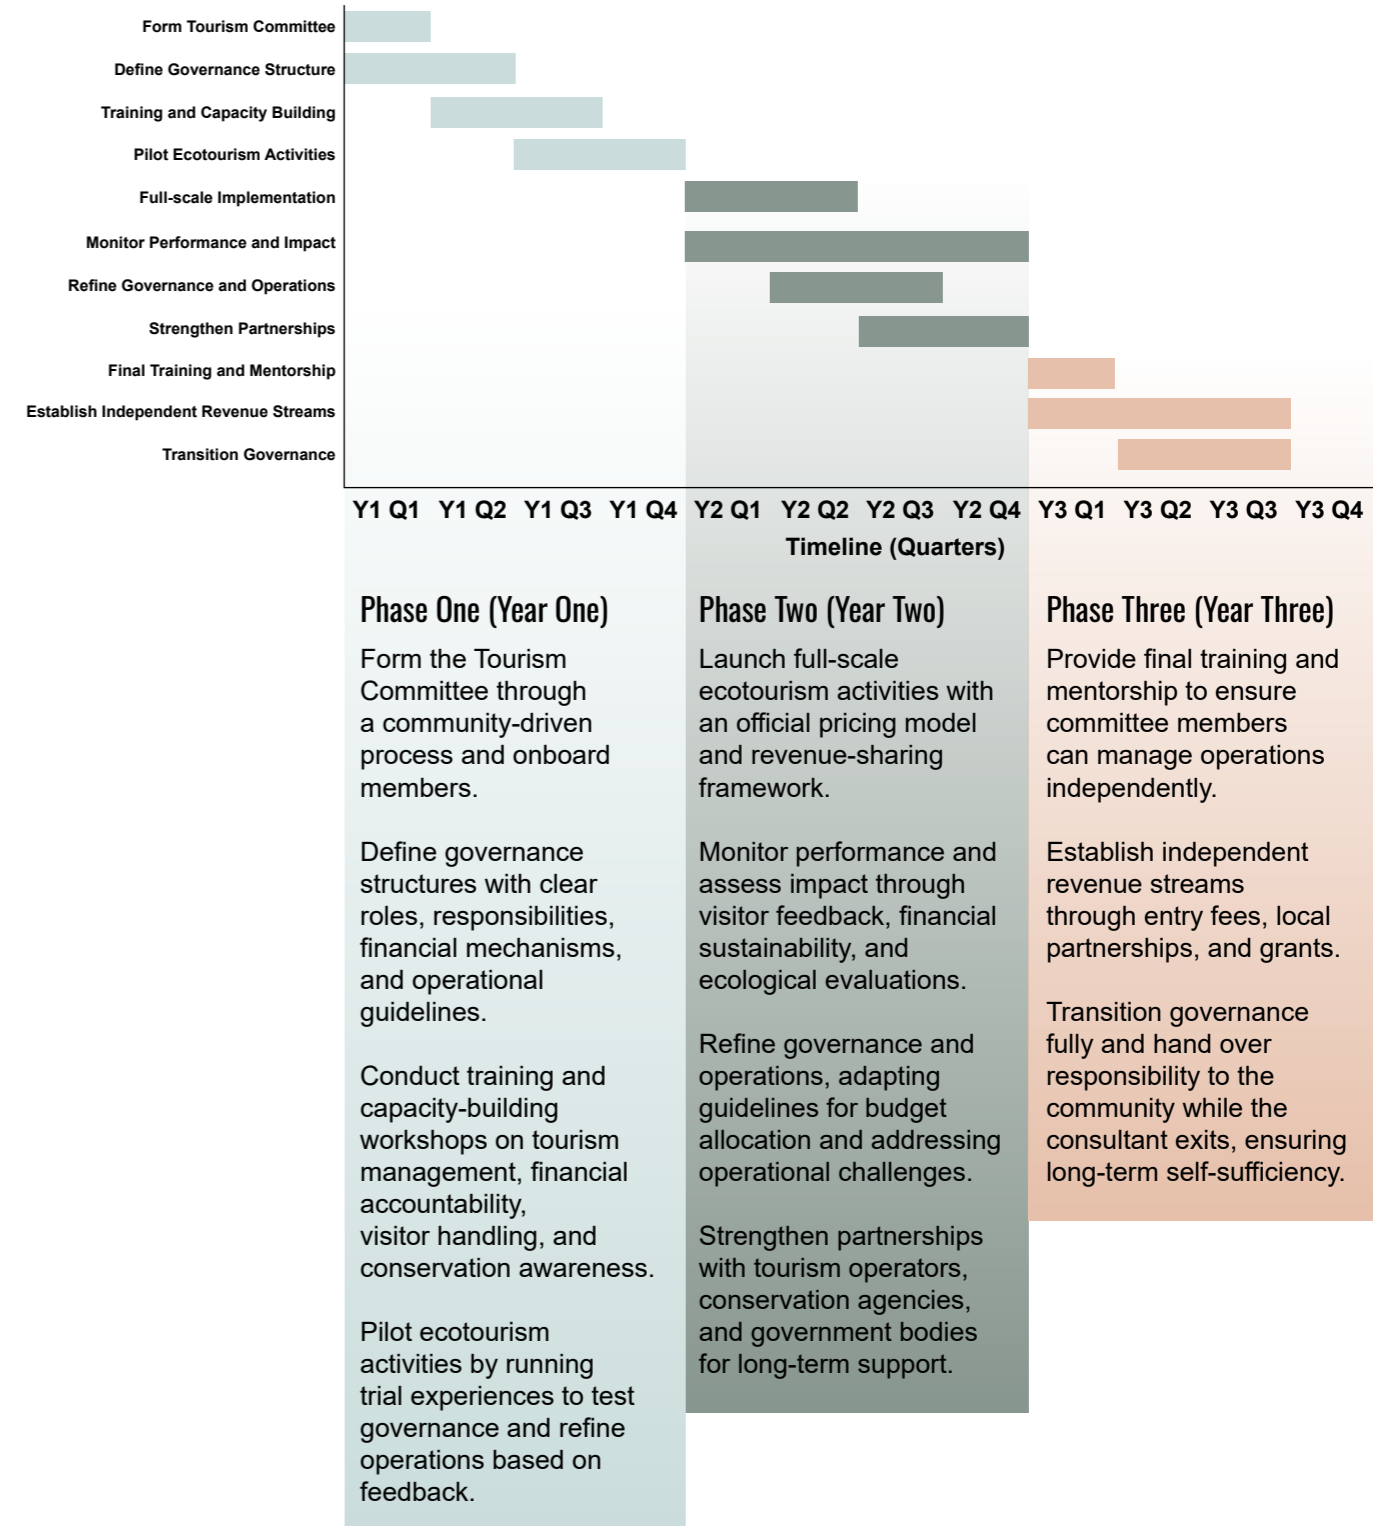 Form Tourism Committee
Define Governance Structure
Training and Capacity Building
Pilot Ecotourism Activities
Full-scale Implementation
Monitor Performance and Impact
Refine Governance and Operations
Strengthen Partnerships
Final Training and Mentorship
Establish Independent Revenue Streams
Transition Governance
Y1 Q1 Y1 Q2 Y1 Q3 Y1 Q4 Y2 Q1 Y2 Q2 Y2 Q3 Y2 Q4 Y3 Q1 Y3 Q2 Y3 Q3 Y3 Q4
Timeline (Quarters)
Phase One (Year One)
Form the Tourism
Committee through
a community-driven
process and onboard
members.
Define governance
structures with clear
roles, responsibilities,
financial mechanisms,
and operational
guidelines.
Conduct training and
capacity-building
workshops on tourism
management, financial
accountability,
visitor handling, and
conservation awareness.
Pilot ecotourism
activities by running
trial experiences to test
governance and refine
operations based on
feedback.
Phase Two (Year Two)
Launch full-scale
ecotourism activities with
an official pricing model
and revenue-sharing
framework.
Monitor performance and
assess impact through
visitor feedback, financial
sustainability, and
ecological evaluations.
Refine governance and
operations, adapting
guidelines for budget
allocation and addressing
operational challenges.
Strengthen partnerships
with tourism operators,
conservation agencies,
and government bodies
for long-term support.
Phase Three (Year Three)
Provide final training and
mentorship to ensure
committee members
can manage operations
independently.
Establish independent
revenue streams
through entry fees, local
partnerships, and grants.
Transition governance
fully and hand over
responsibility to the
community while the
consultant exits, ensuring
long-term self-sufficiency.